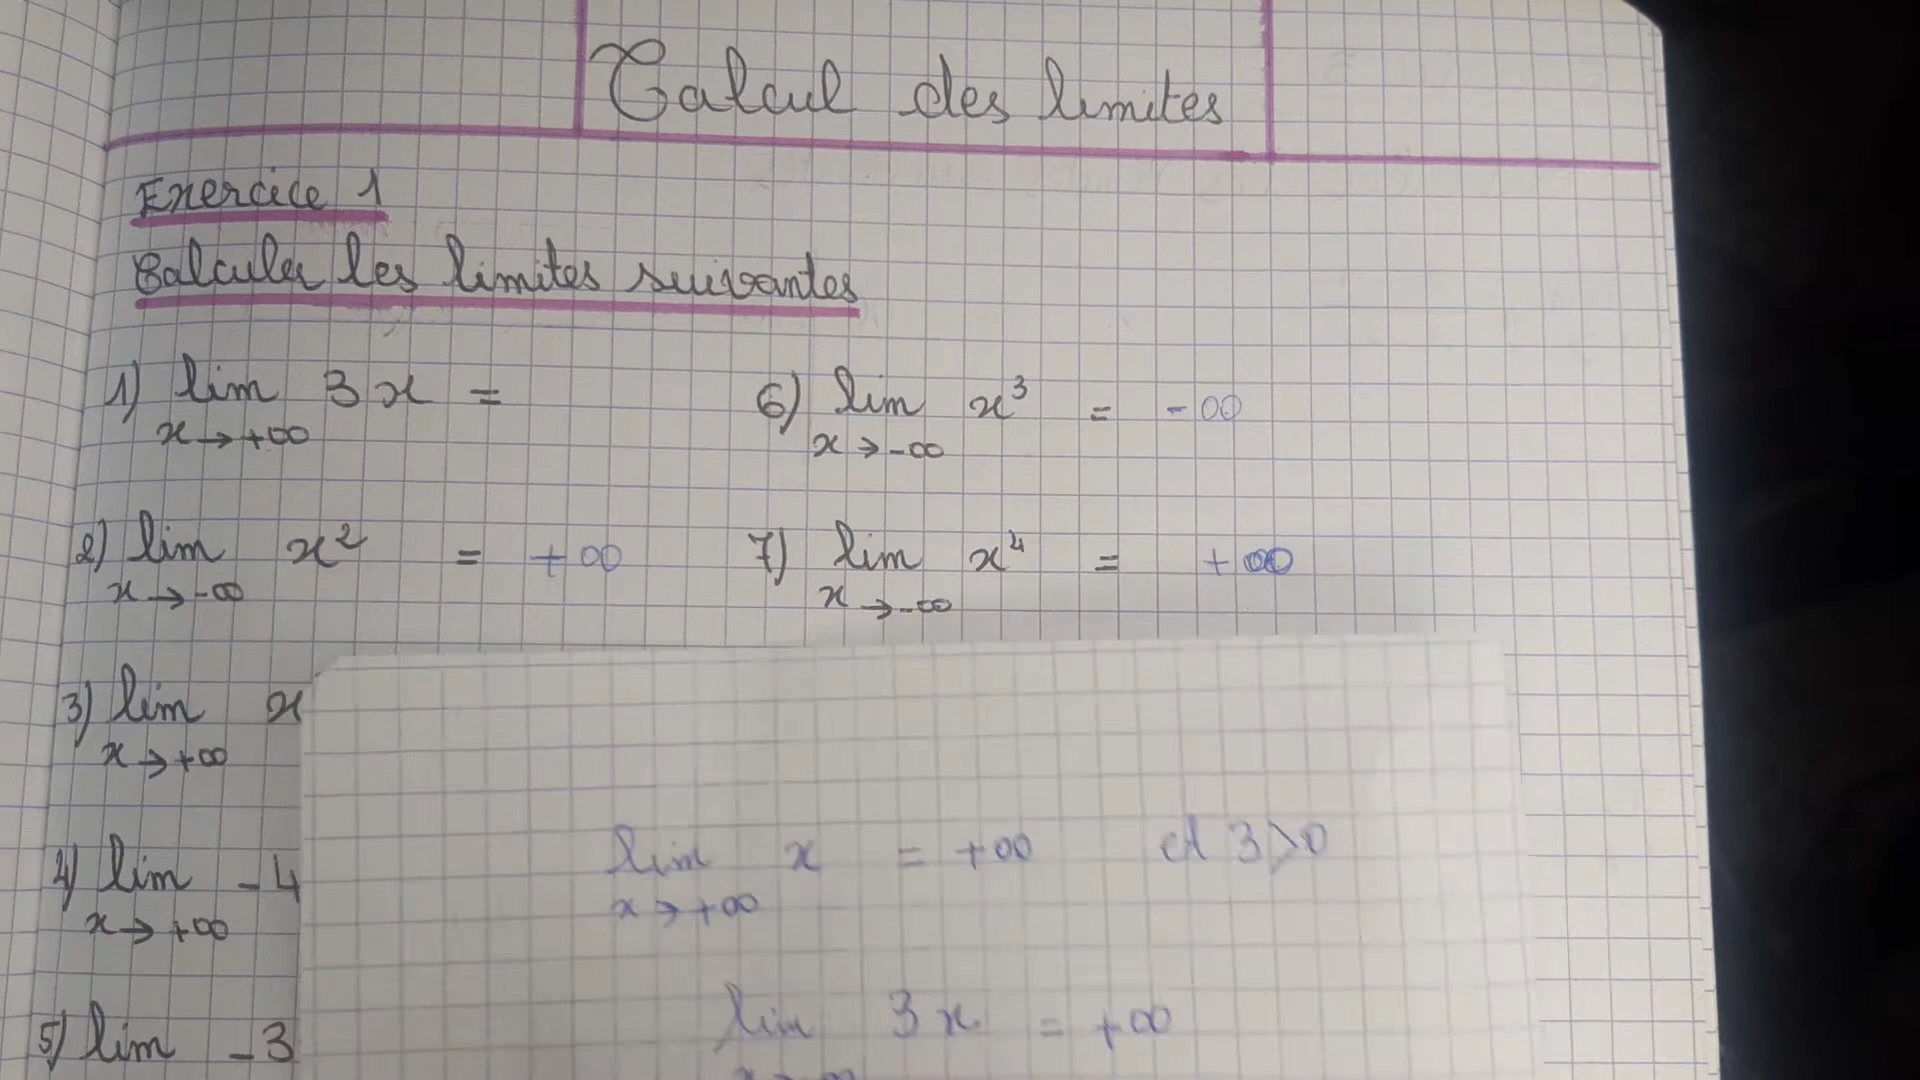 Calcul des limites
Exercice 1
Calculer les limites suivantes
1) lim 3x =
x → +∞
6) lim x³ = -∞
x → -∞
2) lim x² = +∞
x → -∞
7) lim x⁴ = +∞
x → -∞
3) lim x
x → +∞
4) lim -4
x → +∞
5) lim -3
lim x = +∞ et 3>0
x → +∞
lim 3x = +∞